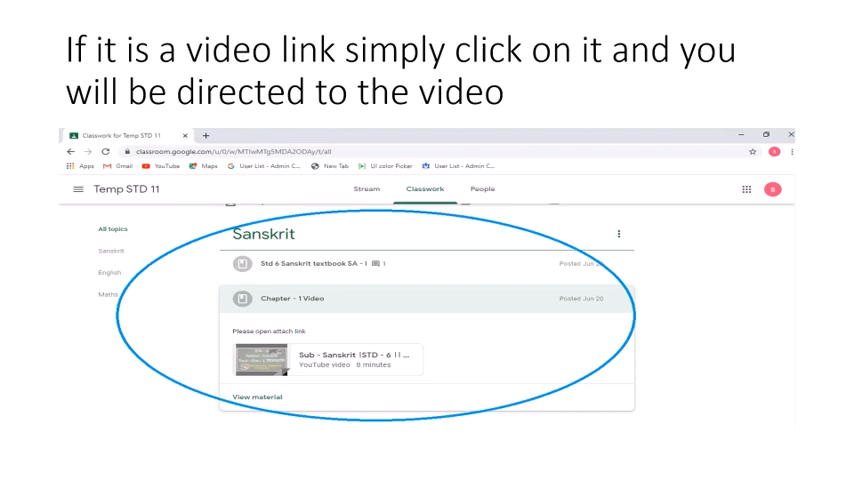 If it is a video link simply click on it and you
will be directed to the video
Classwork for Temp STD 11
classroom.google.com/u/0/w/MTIwMTg5MDA2ODAy/t/all
Apps Gmail YouTube Maps User List - Admin C... New Tab UI color Picker User List - Admin C...
Temp STD 11 Stream Classwork People
All topics
Sanskrit
English
Maths
Sanskrit
Std 6 Sanskrit textbook SA - I 1 Posted Jun
Chapter - 1 Video Posted Jun 20
Please open attach link
Sub - Sanskrit |STD - 6 || ...
YouTube video 8 minutes
View material